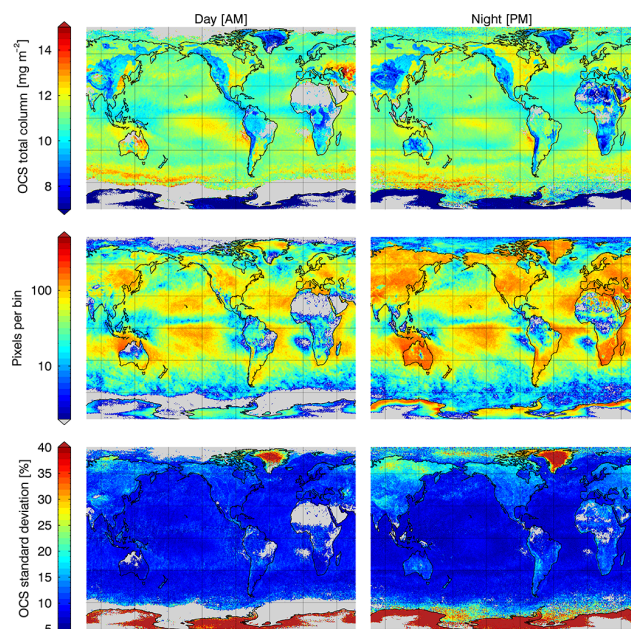 Day [AM]
Night [PM]
OCS total column [mg m⁻²]
14
12
10
8
Pixels per bin
100
10
OCS standard deviation [%]
40
35
30
25
20
15
10
5